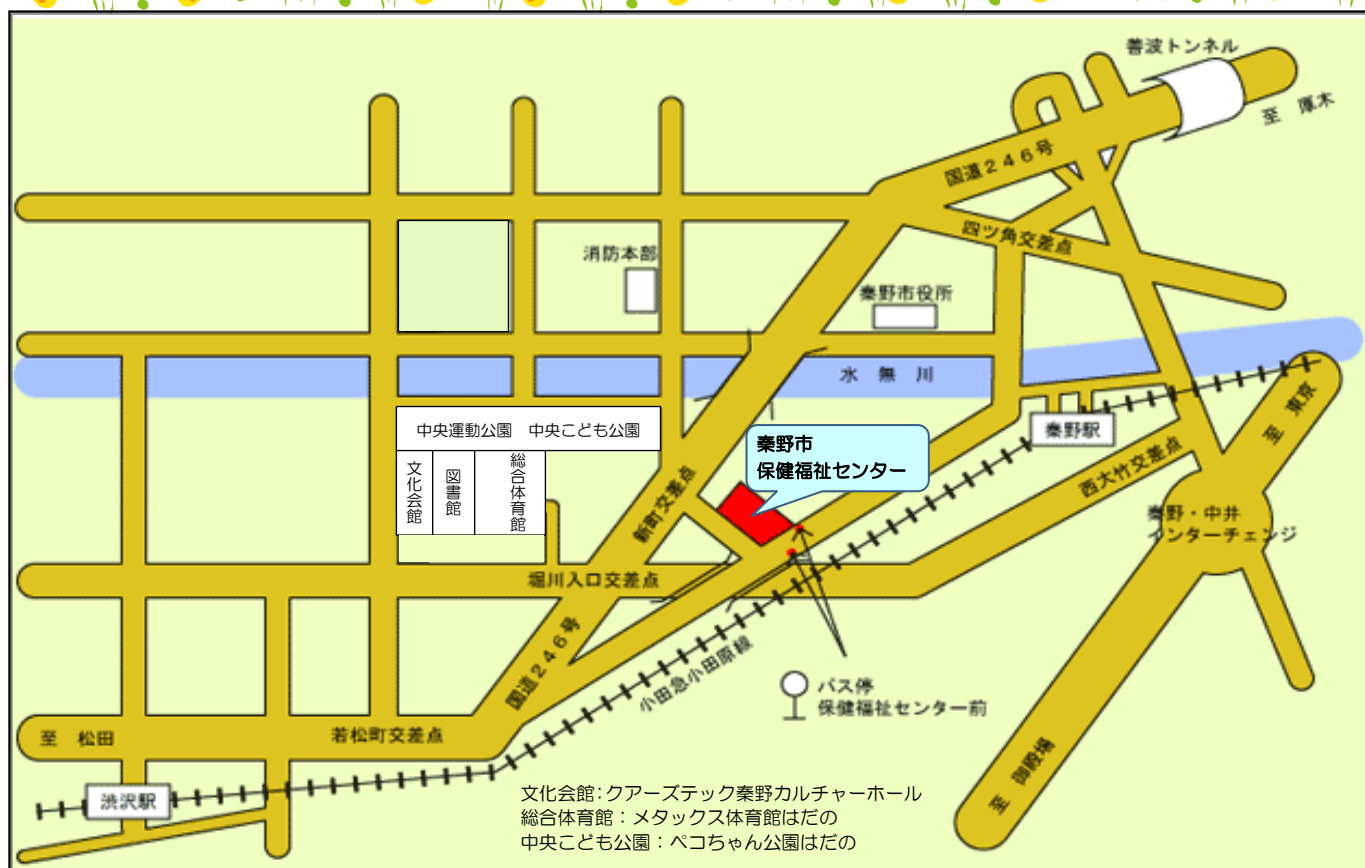 善波トンネル
至 厚木
国道246号
四ツ角交差点
消防本部
秦野市役所
水無川
中央運動公園 中央こども公園
文化会館
図書館
総合体育館
新町交差点
秦野市
保健福祉センター
秦野駅
至 東京
西大竹交差点
秦野・中井
インターチェンジ
堀川入口交差点
国道246号
小田急小田原線
バス停
保健福祉センター前
至 松田
若松町交差点
至 御殿場
渋沢駅
文化会館:クアーズテック秦野カルチャーホール
総合体育館:メタックス体育館はだの
中央こども公園:ペコちゃん公園はだの